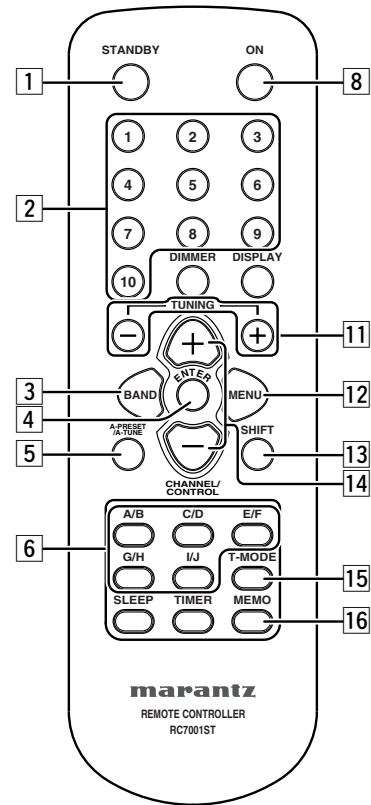 STANDBY ON
1 8
1 2 3
4 5 6
2
7 8 9
DIMMER DISPLAY
10
TUNING
− +
11
+
3 BAND ENTER MENU 12
4
A-PRESET
/A-TUNE
SHIFT
5 − 13
CHANNEL/
CONTROL
14
A/B C/D E/F
6
G/H I/J T-MODE
15
SLEEP TIMER MEMO
16
marantz
REMOTE CONTROLLER
RC7001ST